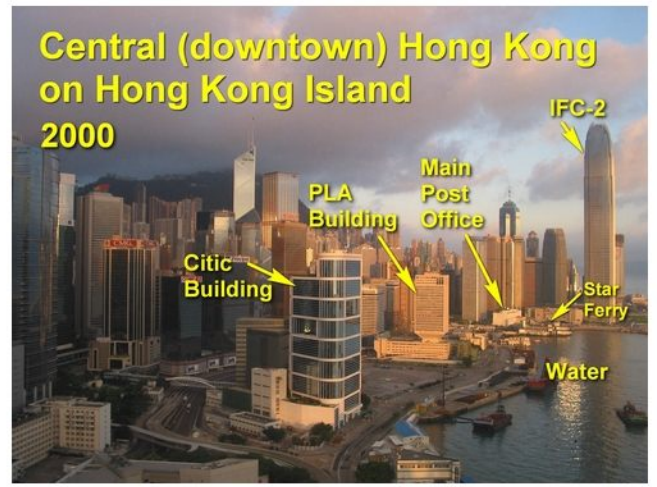 Central (downtown) Hong Kong
on Hong Kong Island
2000
IFC-2
Main
Post
Office
PLA
Building
Citic
Building
Star
Ferry
Water